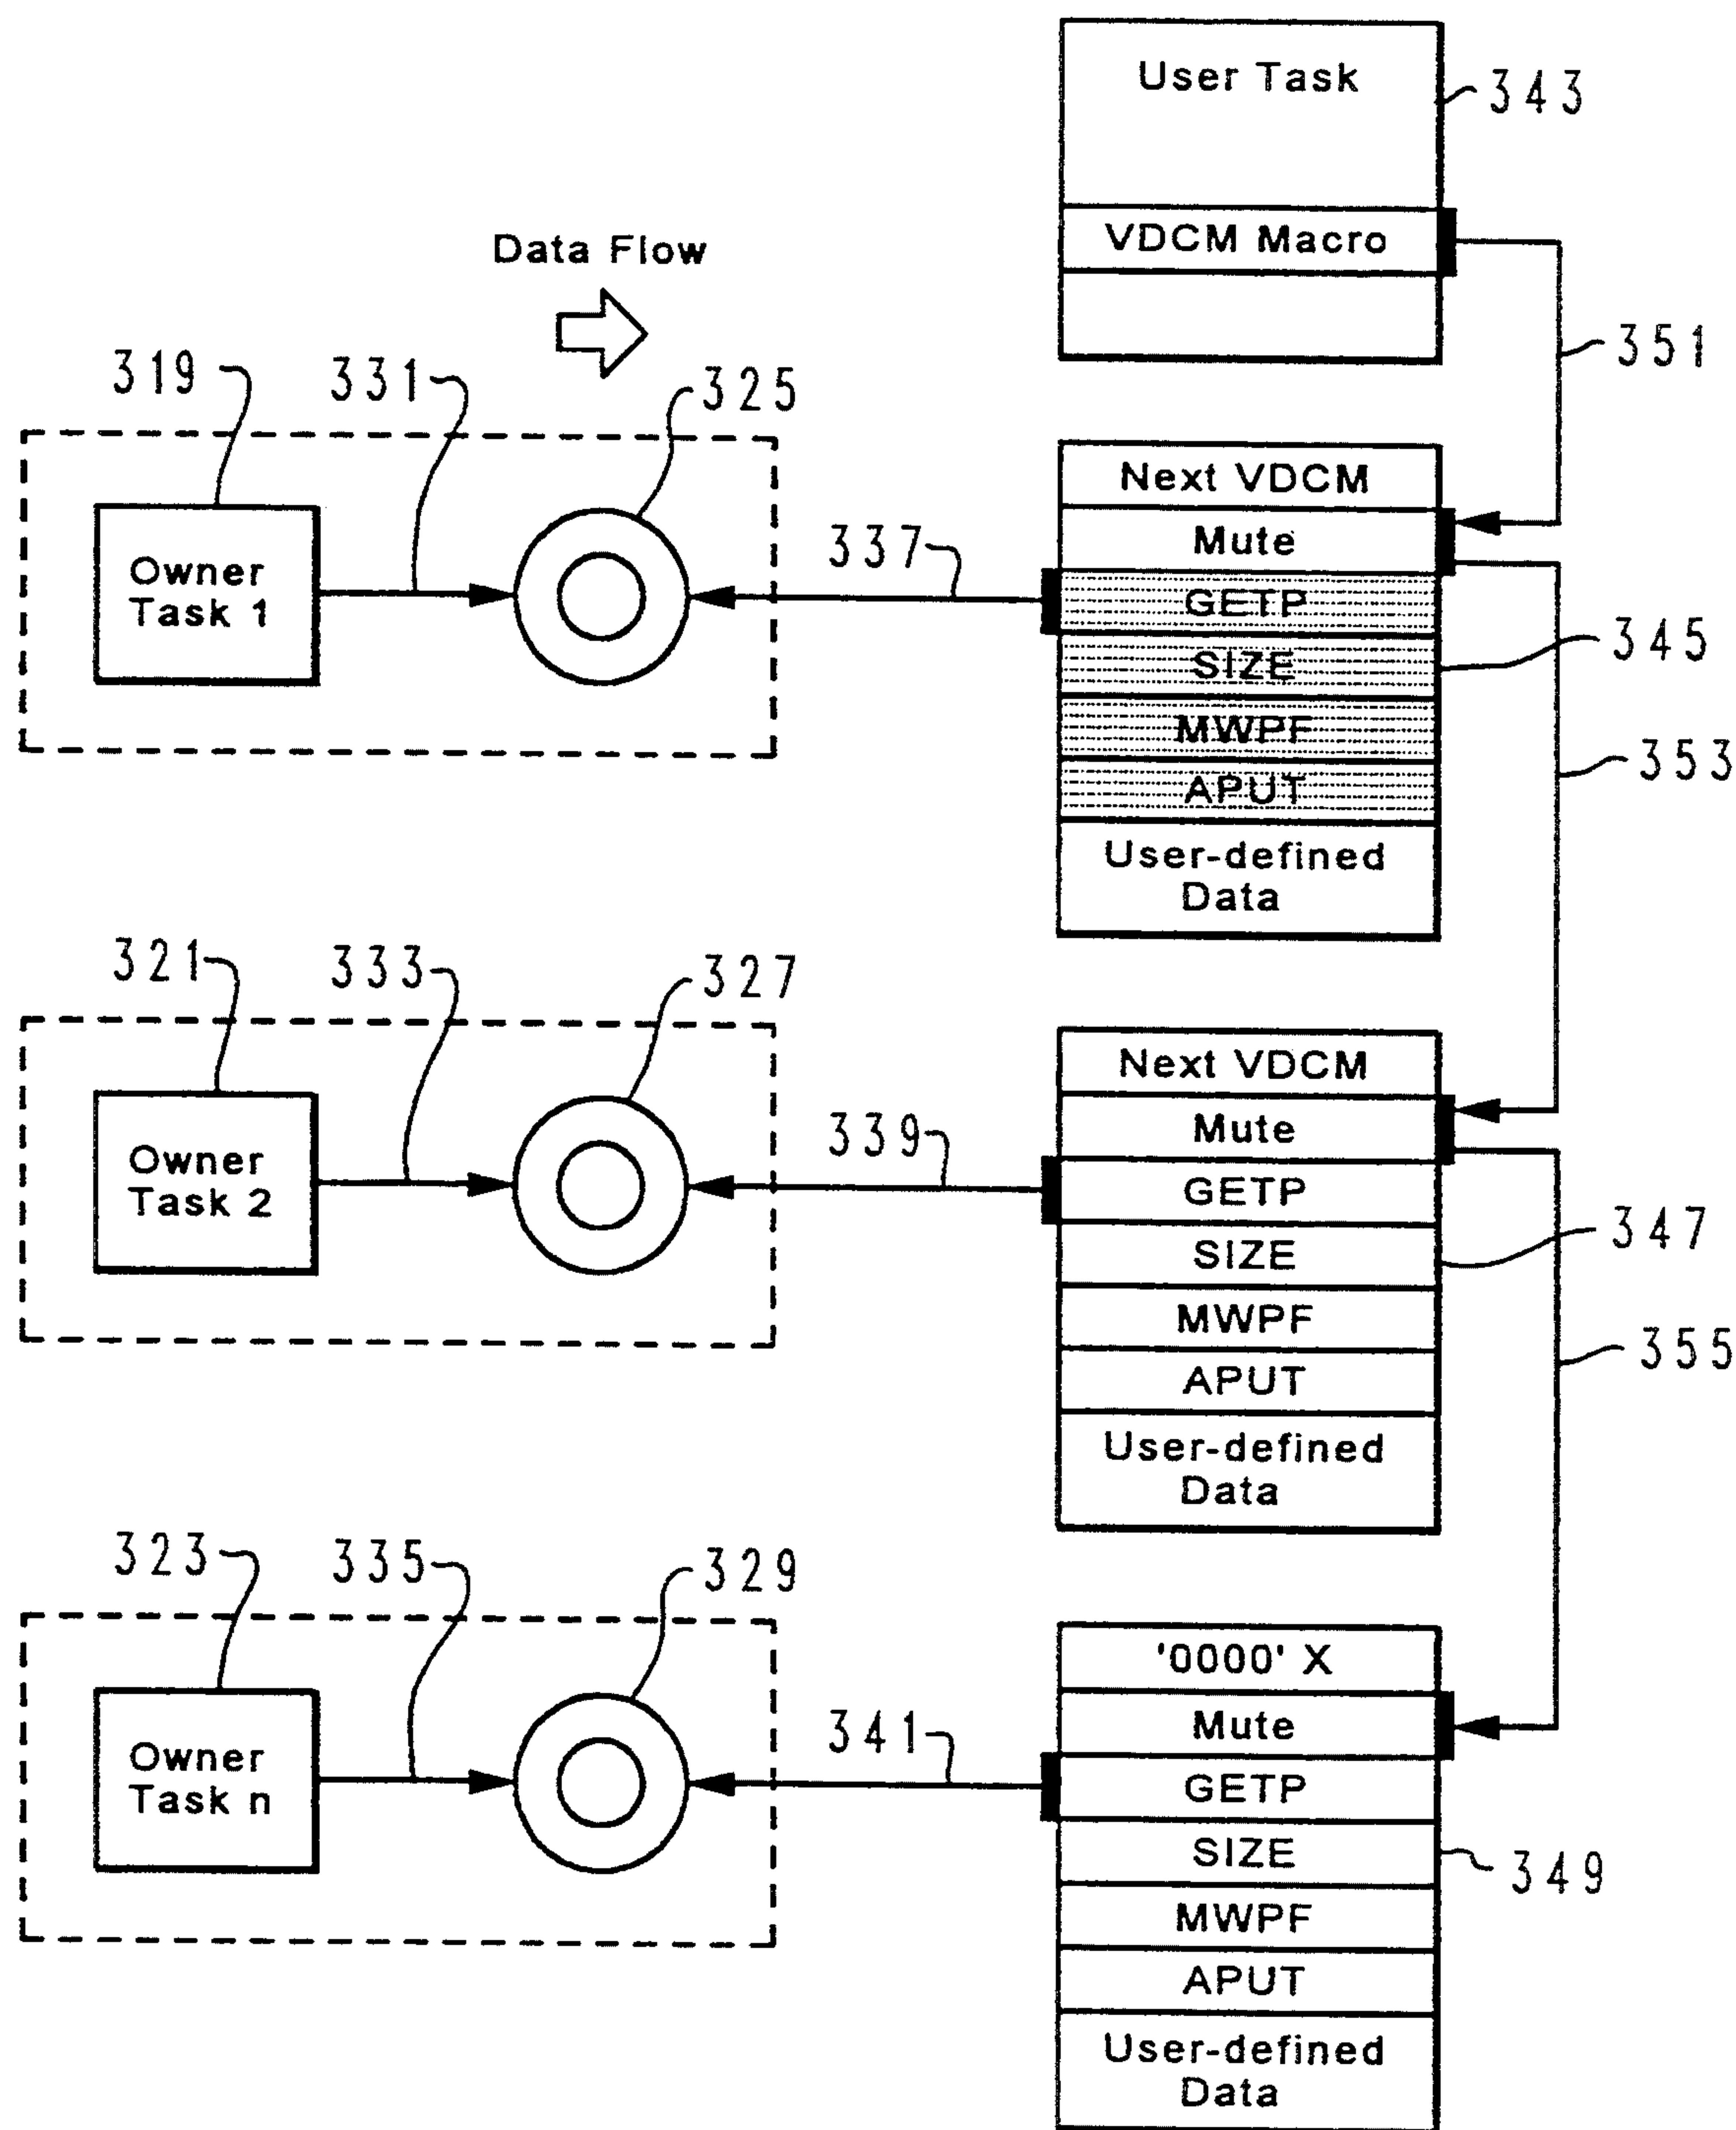 User Task
343
VDCM Macro
Data Flow
351
319
331
325
Next VDCM
Mute
337
Owner
Task 1
GETP
SIZE
345
MWPF
353
APUT
User-defined
Data
321
333
327
Next VDCM
Mute
339
Owner
Task 2
GETP
SIZE
347
MWPF
355
APUT
User-defined
Data
323
335
329
'0000' X
Mute
341
Owner
Task n
GETP
SIZE
349
MWPF
APUT
User-defined
Data